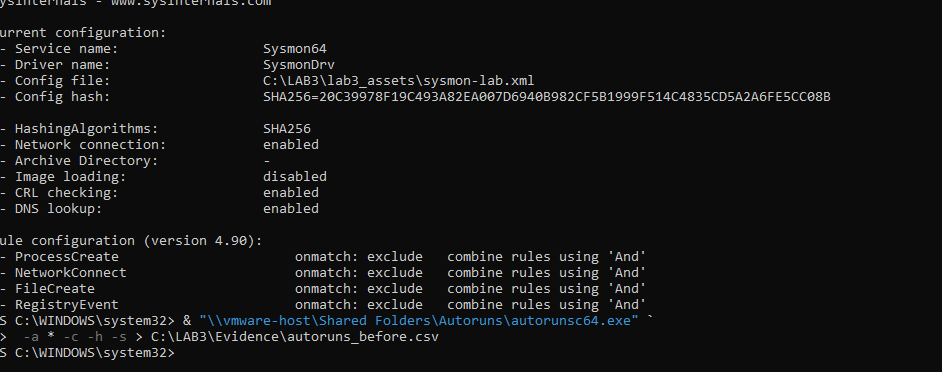 ysinternals - www.sysinternals.com
urrent configuration:
- Service name: Sysmon64
- Driver name: SysmonDrv
- Config file: C:\LAB3\lab3_assets\sysmon-lab.xml
- Config hash: SHA256=20C39978F19C493A82EA007D6940B982CF5B1999F514C4835CD5A2A6FE5CC08B
- HashingAlgorithms: SHA256
- Network connection: enabled
- Archive Directory: -
- Image loading: disabled
- CRL checking: enabled
- DNS lookup: enabled
ule configuration (version 4.90):
- ProcessCreate onmatch: exclude combine rules using 'And'
- NetworkConnect onmatch: exclude combine rules using 'And'
- FileCreate onmatch: exclude combine rules using 'And'
- RegistryEvent onmatch: exclude combine rules using 'And'
S C:\WINDOWS\system32> & "\\vmware-host\Shared Folders\Autoruns\autorunsc64.exe" `
> -a * -c -h -s > C:\LAB3\Evidence\autoruns_before.csv
S C:\WINDOWS\system32>